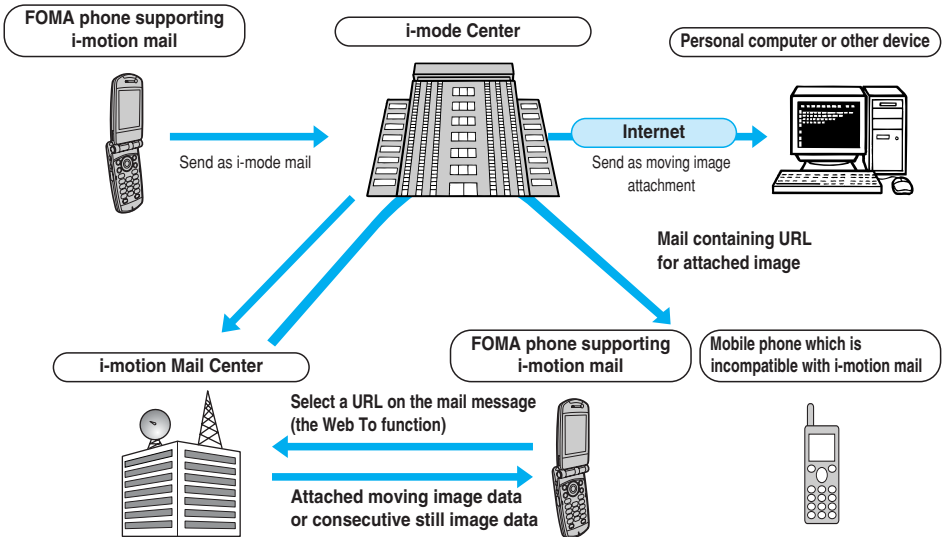 FOMA phone supporting
i-motion mail
i-mode Center
Personal computer or other device
Send as i-mode mail
Internet
Send as moving image
attachment
Mail containing URL
for attached image
i-motion Mail Center
FOMA phone supporting
i-motion mail
Mobile phone which is
incompatible with i-motion mail
Select a URL on the mail message
(the Web To function)
Attached moving image data
or consecutive still image data